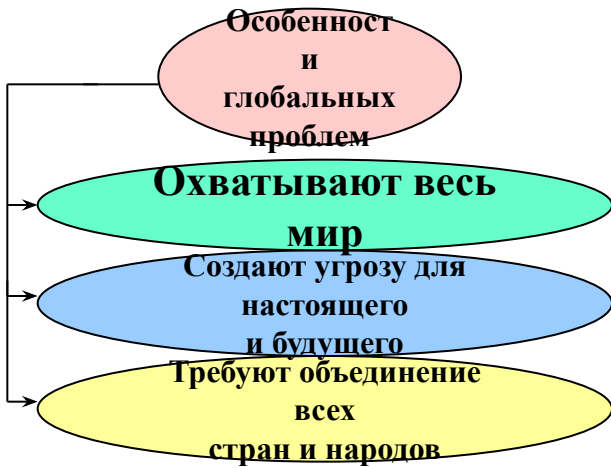 Особенност
и
глобальных
проблем
Охватывают весь
мир
Создают угрозу для
настоящего
и будущего
Требуют объединение
всех
стран и народов